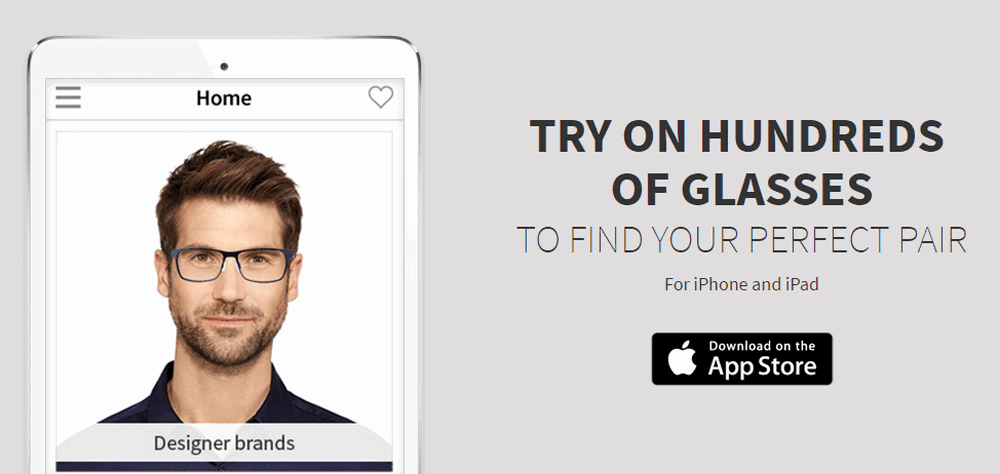 Home
Designer brands
TRY ON HUNDREDS
OF GLASSES
TO FIND YOUR PERFECT PAIR
For iPhone and iPad
Download on the
App Store